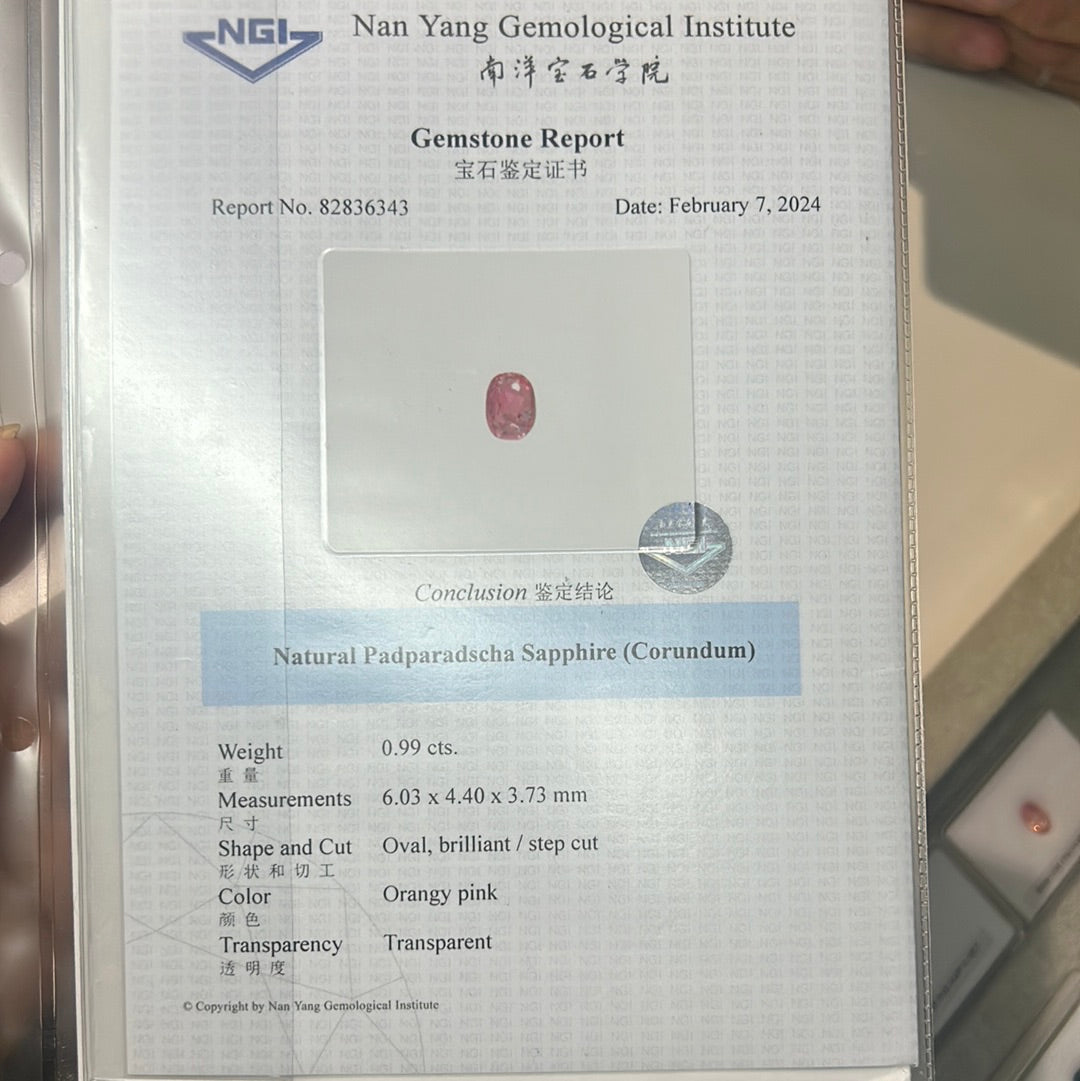 NGI
Nan Yang Gemological Institute
南洋宝石学院
Gemstone Report
宝石鉴定证书
Report No. 82836343
Date: February 7, 2024
Conclusion 鉴定结论
Natural Padparadscha Sapphire (Corundum)
Weight 0.99 cts.
重量
Measurements 6.03 x 4.40 x 3.73 mm
尺寸
Shape and Cut Oval, brilliant / step cut
形状和切工
Color Orangy pink
颜色
Transparency Transparent
透明度
© Copyright by Nan Yang Gemological Institute